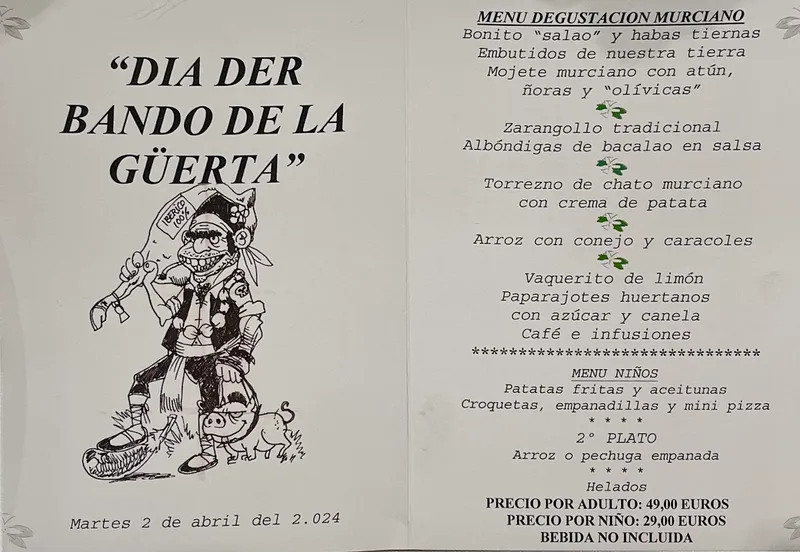 “DIA DER
BANDO DE LA
GÜERTA”
IBERICO
100%
Martes 2 de abril del 2.024
MENU DEGUSTACION MURCIANO
Bonito “salao” y habas tiernas
Embutidos de nuestra tierra
Mojete murciano con atún,
ñoras y “olívicas”
Zarangollo tradicional
Albóndigas de bacalao en salsa
Torrezno de chato murciano
con crema de patata
Arroz con conejo y caracoles
Vaquerito de limón
Paparajotes huertanos
con azúcar y canela
Café e infusiones
*******************************
MENU NIÑOS
Patatas fritas y aceitunas
Croquetas, empanadillas y mini pizza
* * * *
2º PLATO
Arroz o pechuga empanada
* * * *
Helados
PRECIO POR ADULTO: 49,00 EUROS
PRECIO POR NIÑO: 29,00 EUROS
BEBIDA NO INCLUIDA